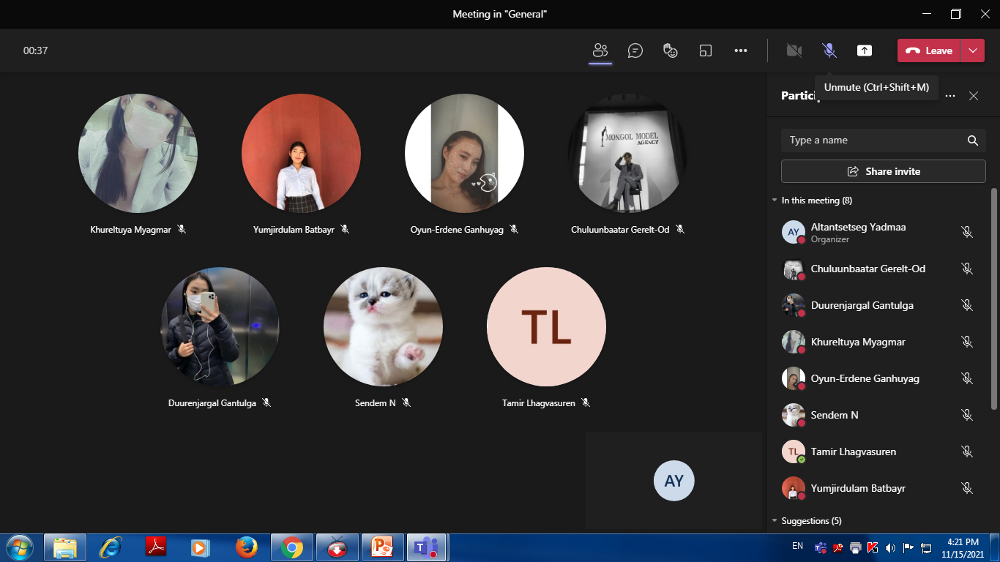 Meeting in "General"
00:37
Leave
Unmute (Ctrl+Shift+M)
Partici
Type a name
Share invite
In this meeting (8)
AY
Altantsetseg Yadmaa
Organizer
Chuluunbaatar Gerelt-Od
Duurenjargal Gantulga
Khureltuya Myagmar
Oyun-Erdene Ganhuyag
Sendem N
TL
Tamir Lhagvasuren
Yumjirdulam Batbayr
Suggestions (5)
MONGOL MODEL
AGENCY
Khureltuya Myagmar
Yumjirdulam Batbayr
Oyun-Erdene Ganhuyag
Chuluunbaatar Gerelt-Od
TL
Duurenjargal Gantulga
Sendem N
Tamir Lhagvasuren
AY
EN
4:21 PM
11/15/2021